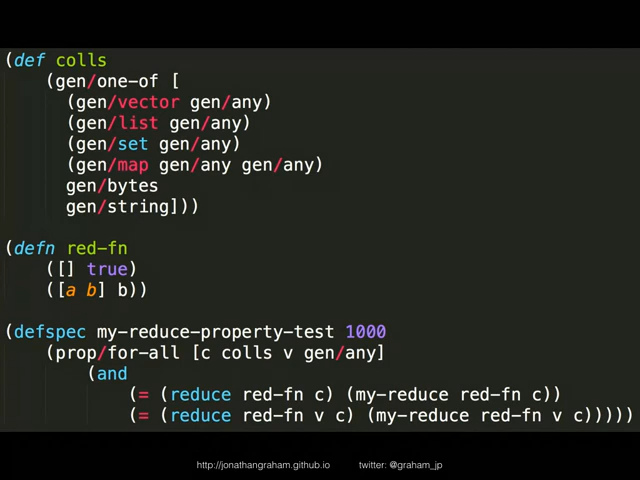 (def colls
(gen/one-of [
(gen/vector gen/any)
(gen/list gen/any)
(gen/set gen/any)
(gen/map gen/any gen/any)
gen/bytes
gen/string]))
(defn red-fn
([] true)
([a b] b))
(defspec my-reduce-property-test 1000
(prop/for-all [c colls v gen/any]
(and
(= (reduce red-fn c) (my-reduce red-fn c))
(= (reduce red-fn v c) (my-reduce red-fn v c)))))
http://jonathangraham.github.io twitter: @graham_jp